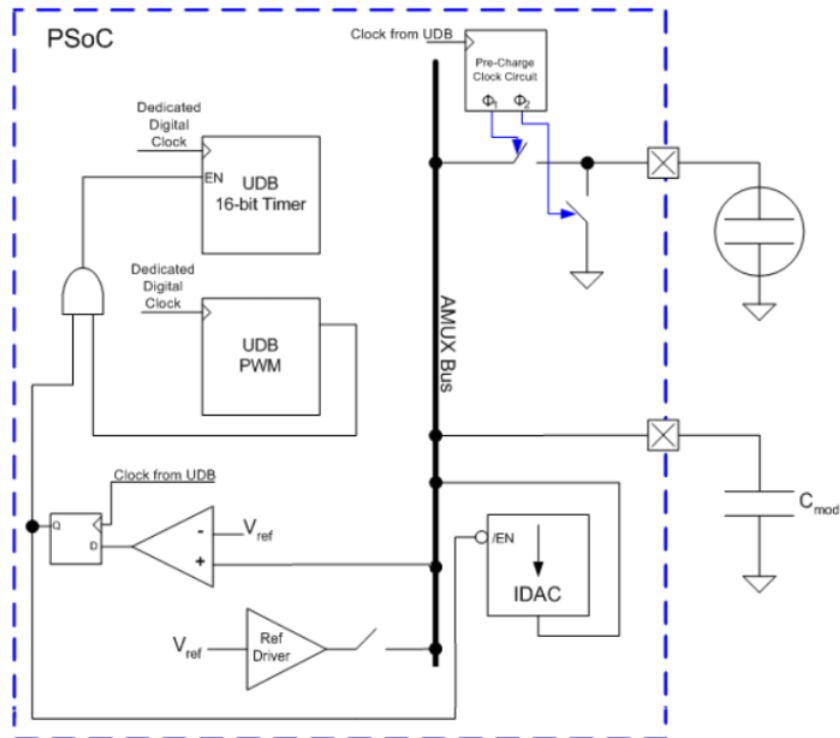 PSoC
Clock from UDB
Pre-Charge
Clock Circuit
Φ1 Φ2
Dedicated
Digital
Clock
EN
UDB
16-bit Timer
Dedicated
Digital
Clock
UDB
PWM
AMUX Bus
Clock from UDB
Q
D
-
Vref
+
/EN
IDAC
Cmod
Vref
Ref
Driver